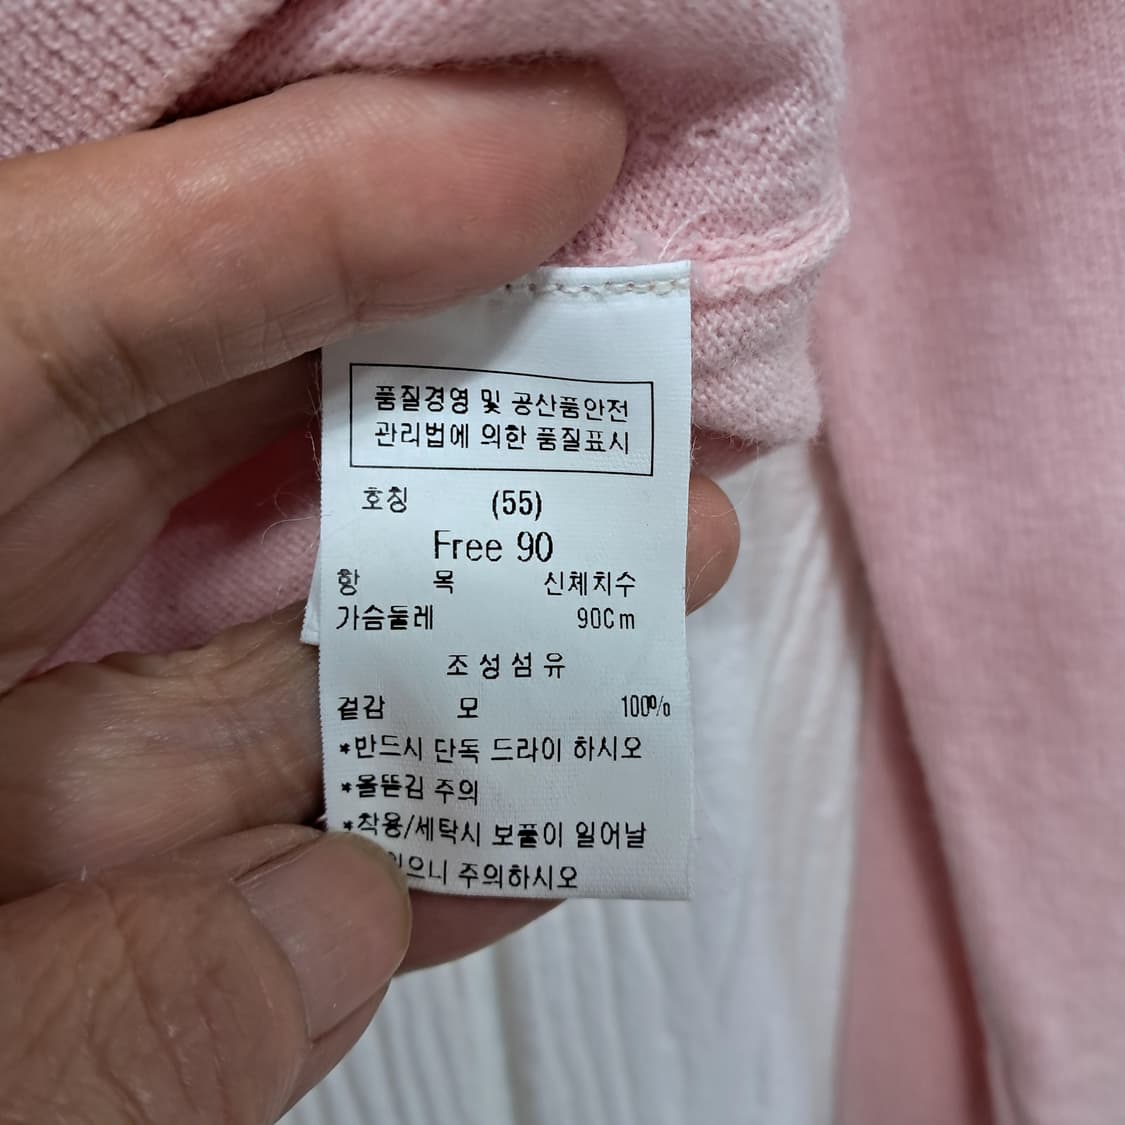 품질경영 및 공산품안전
관리법에 의한 품질표시
호칭 (55)
Free 90
항 목 신체치수
가슴둘레 90Cm
조성섬유
겉감 모 100%
*반드시 단독 드라이 하시오
*올뜯김 주의
*착용/세탁시 보풀이 일어날
주의하시오